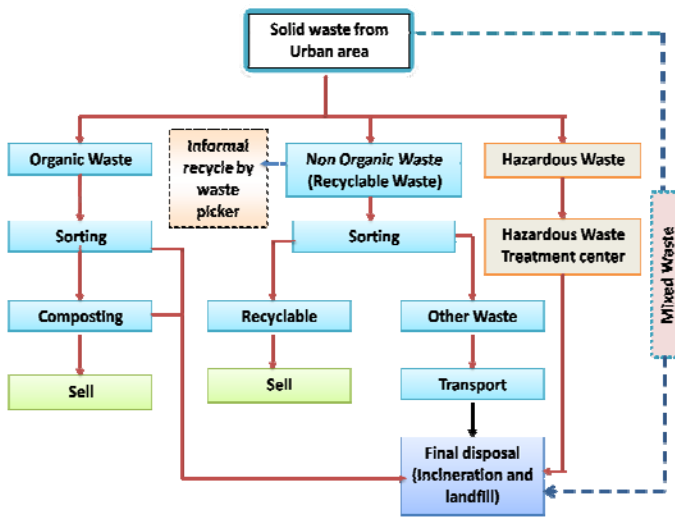 Solid waste from
Urban area
Organic Waste
Informal
recycle by
waste
picker
Non Organic Waste
(Recyclable Waste)
Hazardous Waste
Sorting
Sorting
Hazardous Waste
Treatment center
Mixed Waste
Composting
Recyclable
Other Waste
Sell
Sell
Transport
Final disposal
(Incineration and
landfill)